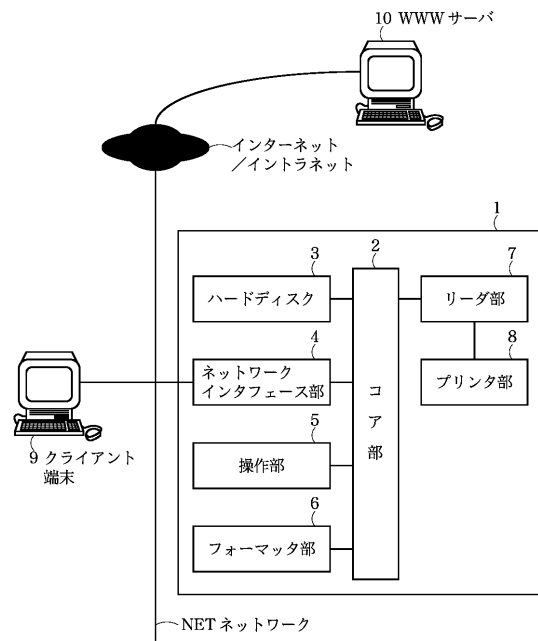 10 WWW サーバ
インターネット
／イントラネット
1
3
ハードディスク
2
コア部
7
リーダ部
4
ネットワーク
インタフェース部
8
プリンタ部
5
操作部
6
フォーマッタ部
9 クライアント
端末
NET ネットワーク